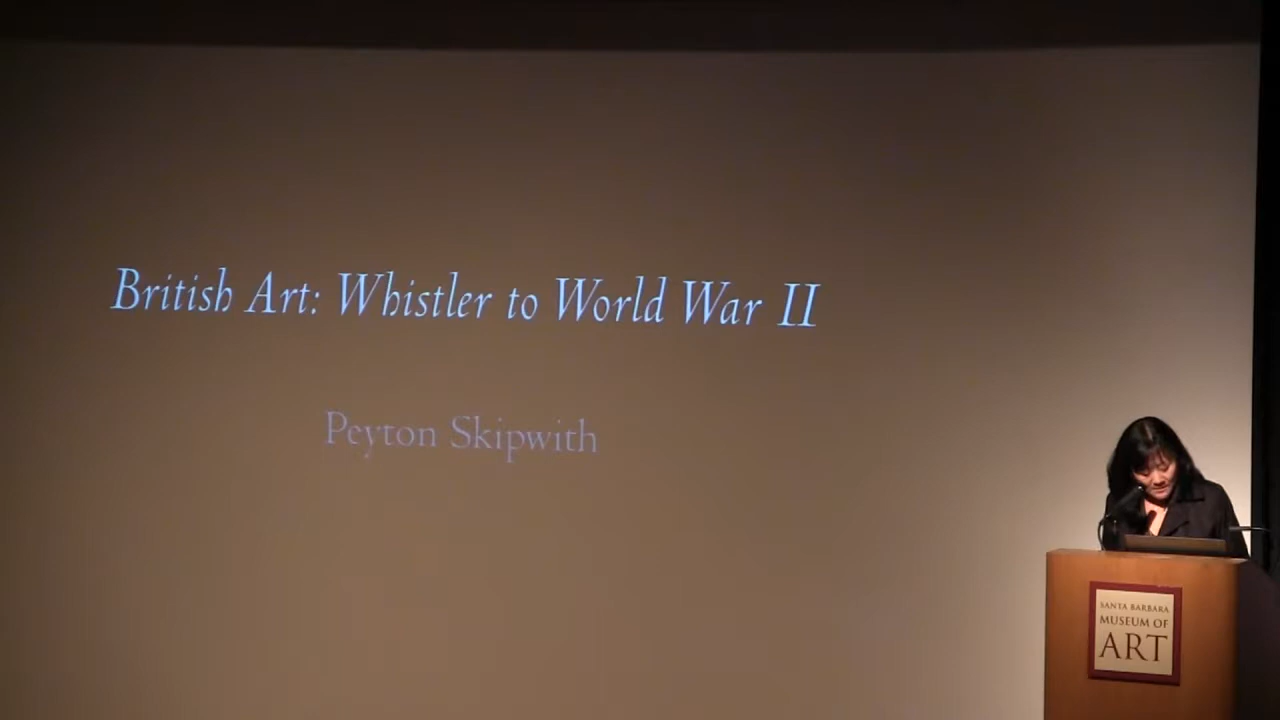 British Art: Whistler to World War II
Peyton Skipwith
SANTA BARBARA
MUSEUM OF
ART